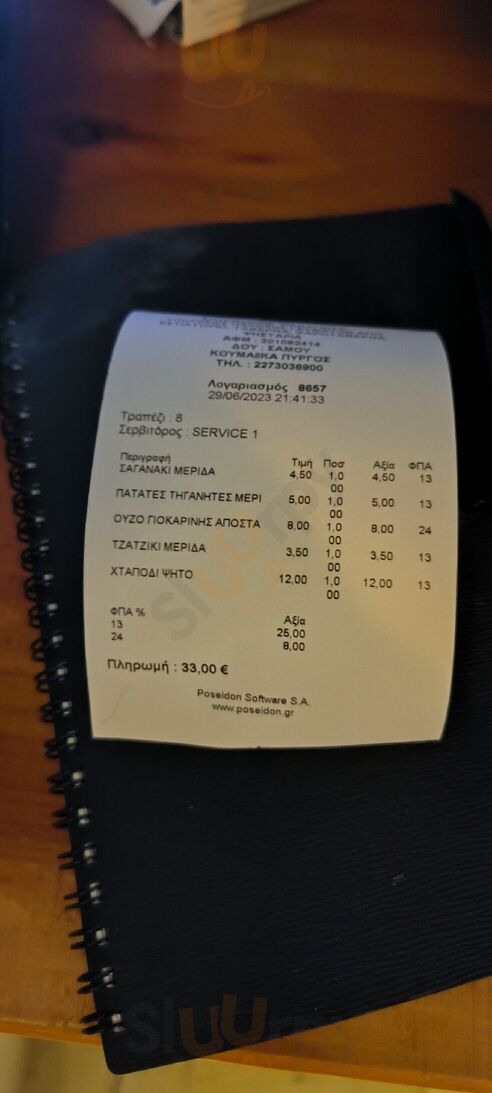 ΨΗΣΤΑΡΙΑ
ΑΦΜ : 301082414
ΔΟΥ : ΣΑΜΟΥ
ΚΟΥΜΑΙΙΚΑ ΠΥΡΓΟΣ
ΤΗΛ. : 2273036900
Λογαριασμός 8657
29/06/2023 21:41:33
Τραπέζι : 8
Σερβιτόρος : SERVICE 1
Περιγραφή Τιμή Ποσ Αξία ΦΠΑ
ΣΑΓΑΝΑΚΙ ΜΕΡΙΔΑ 4,50 1,0 4,50 13
00
ΠΑΤΑΤΕΣ ΤΗΓΑΝΗΤΕΣ ΜΕΡΙ 5,00 1,0 5,00 13
00
ΟΥΖΟ ΓΙΟΚΑΡΙΝΗΣ ΑΠΟΣΤΑ 8,00 1,0 8,00 24
00
ΤΖΑΤΖΙΚΙ ΜΕΡΙΔΑ 3,50 1,0 3,50 13
00
ΧΤΑΠΟΔΙ ΨΗΤΟ 12,00 1,0 12,00 13
00
ΦΠΑ % Αξία
13 25,00
24 8,00
Πληρωμή : 33,00 €
Poseidon Software S.A.
www.poseidon.gr
sluurpy